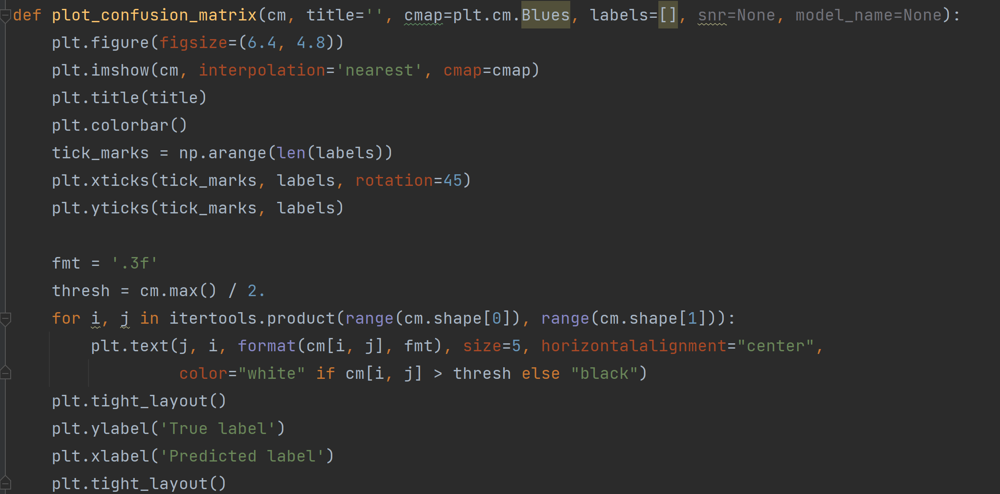 def plot_confusion_matrix(cm, title='', cmap=plt.cm.Blues, labels=[], snr=None, model_name=None):
    plt.figure(figsize=(6.4, 4.8))
    plt.imshow(cm, interpolation='nearest', cmap=cmap)
    plt.title(title)
    plt.colorbar()
    tick_marks = np.arange(len(labels))
    plt.xticks(tick_marks, labels, rotation=45)
    plt.yticks(tick_marks, labels)

    fmt = '.3f'
    thresh = cm.max() / 2.
    for i, j in itertools.product(range(cm.shape[0]), range(cm.shape[1])):
        plt.text(j, i, format(cm[i, j], fmt), size=5, horizontalalignment="center",
                 color="white" if cm[i, j] > thresh else "black")
    plt.tight_layout()
    plt.ylabel('True label')
    plt.xlabel('Predicted label')
    plt.tight_layout()